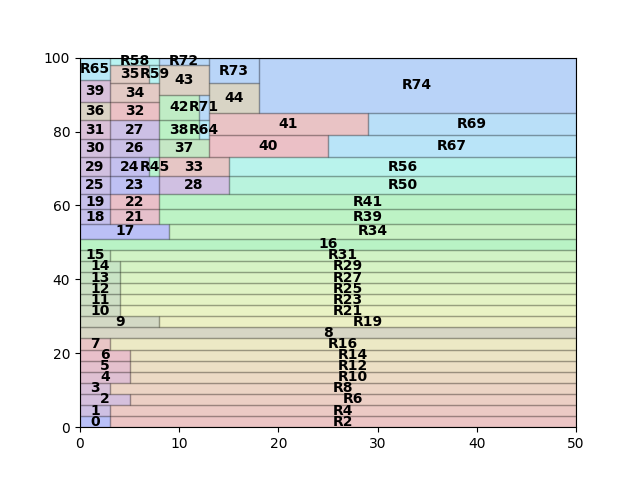 100
R65 R58 R72 R73 R74
35 R59 43
39 34 44
36 32 42 R71
31 27 38 R64 41 R69
80
30 26 37 40 R67
29 24 R45 33 R56
25 23 28 R50
60
19 22 R41
18 21 R39
17 R34
16
15 R31
14 R29
40
13 R27
12 R25
11 R23
10 R21
9 R19
8
7 R16
20
6 R14
5 R12
4 R10
3 R8
2 R6
1 R4
0 R2
0
0 10 20 30 40 50